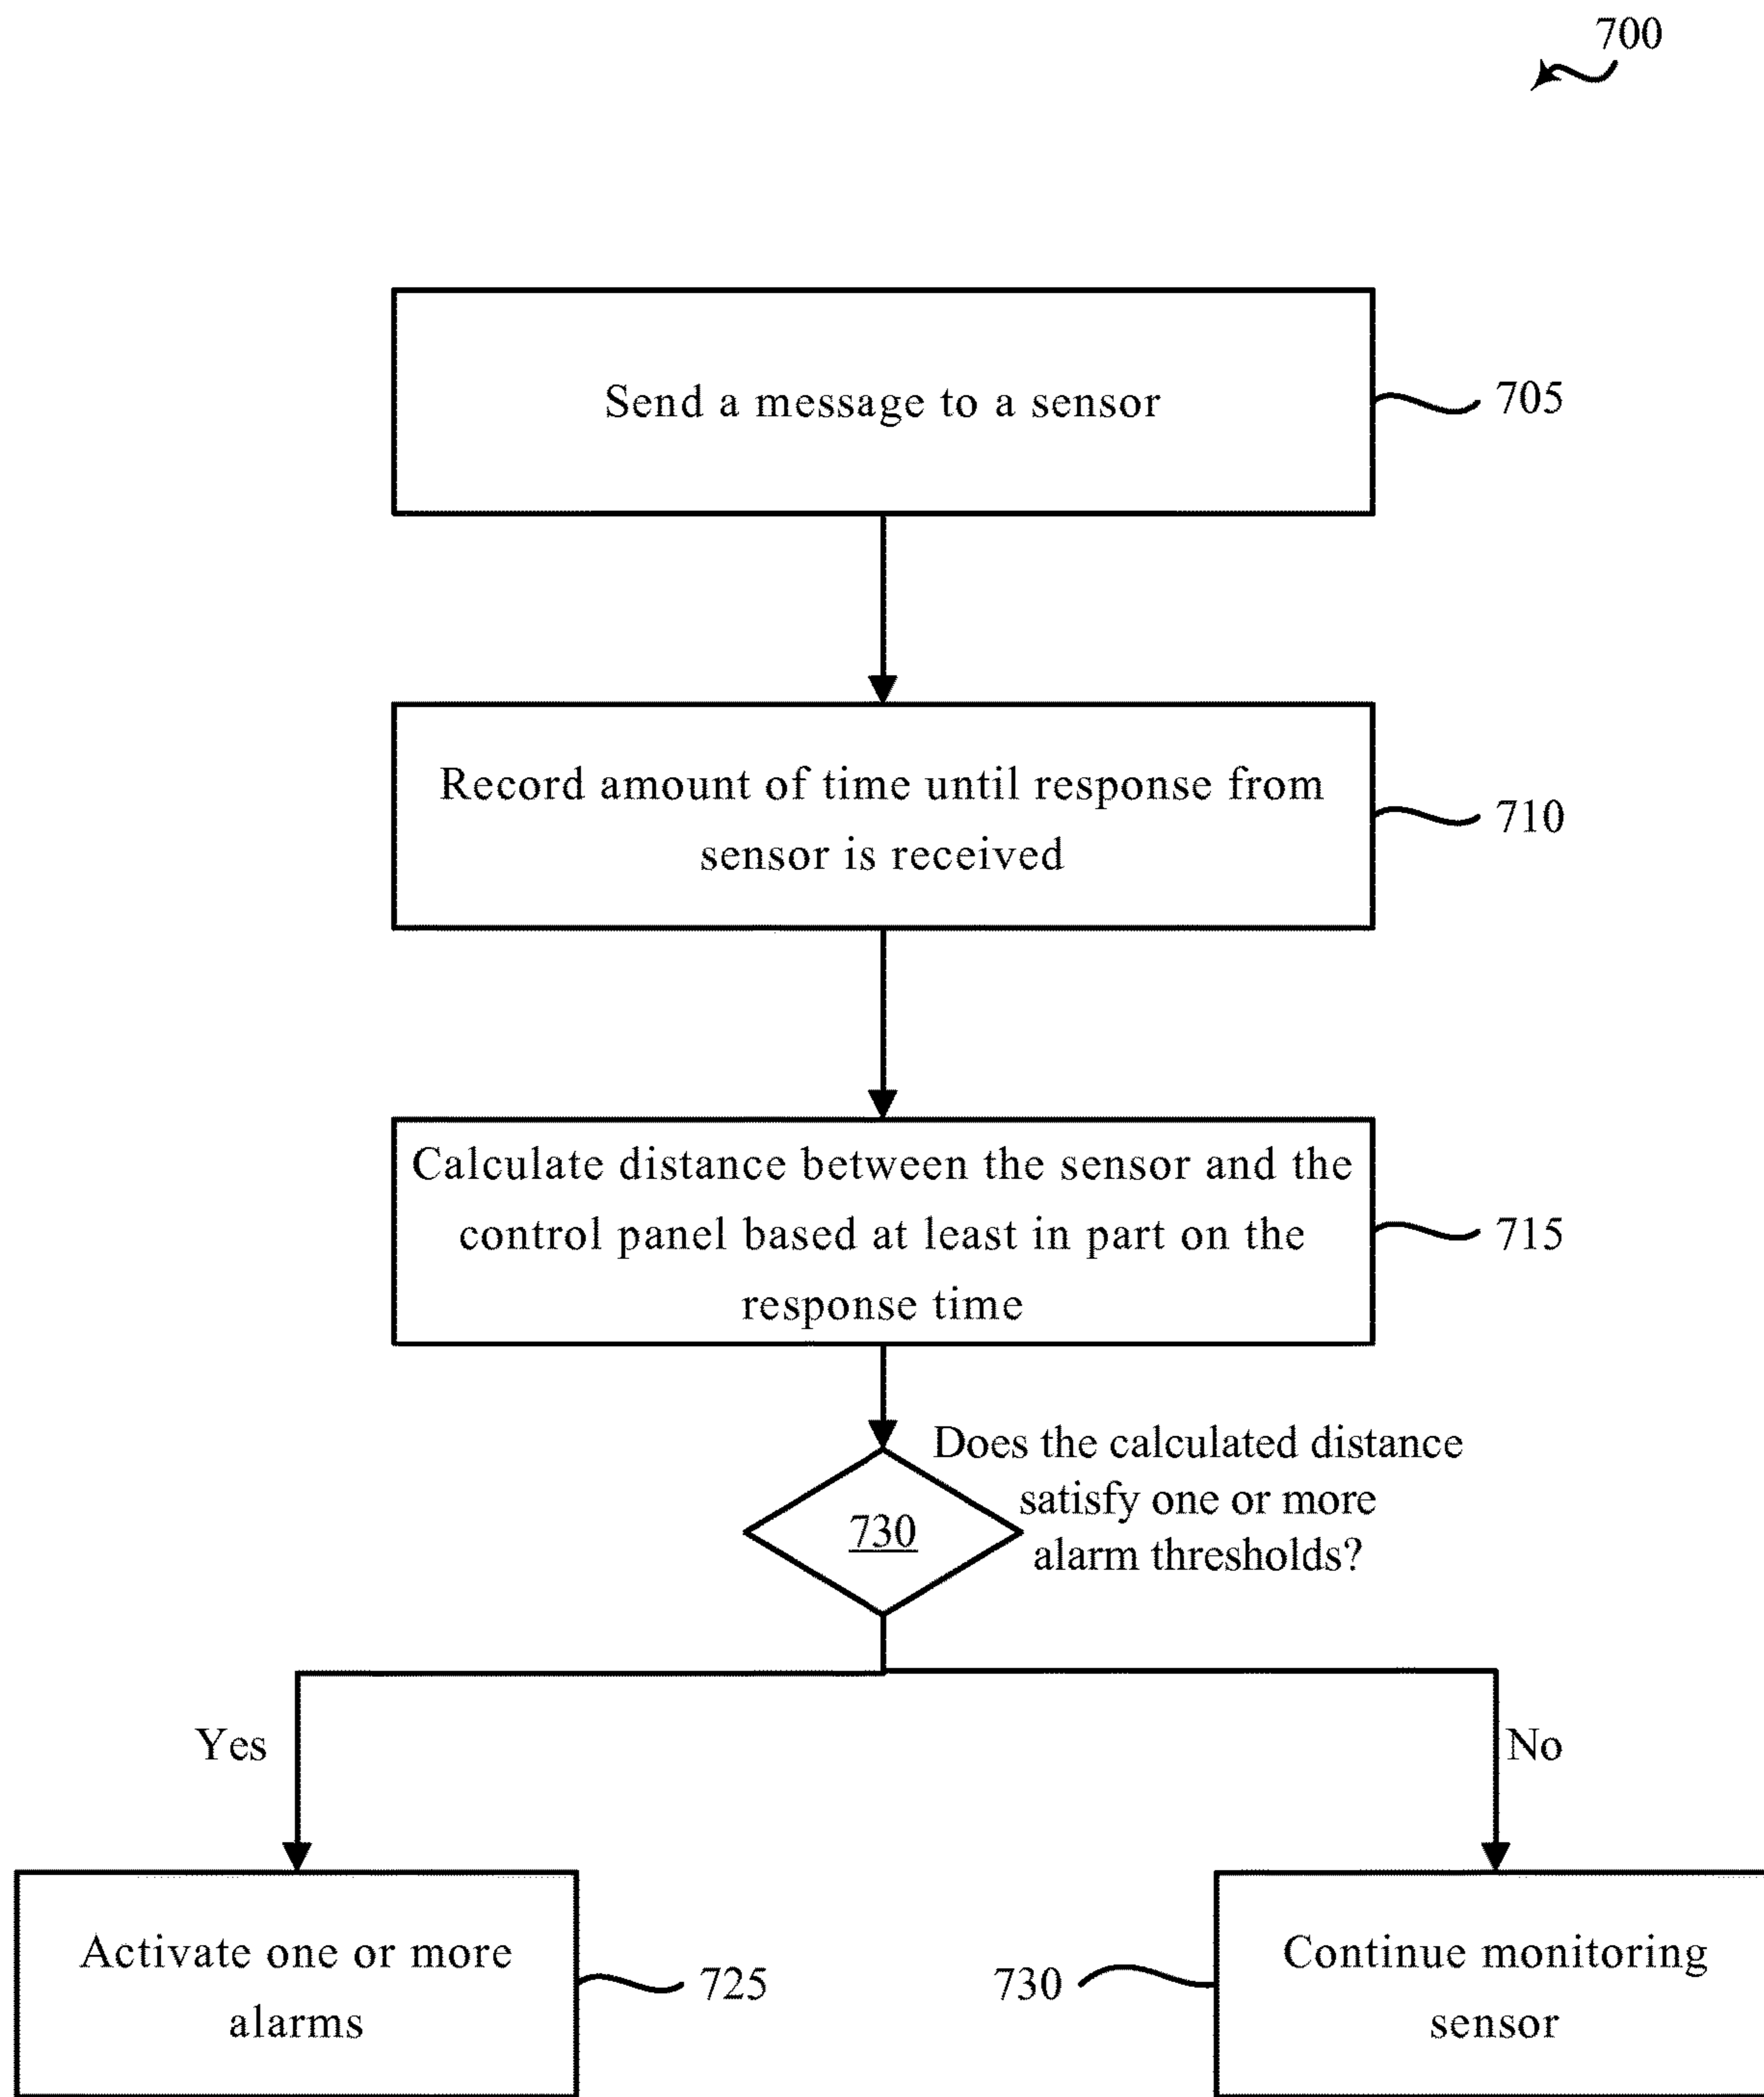 700
Send a message to a sensor
705
Record amount of time until response from
sensor is received
710
Calculate distance between the sensor and the
control panel based at least in part on the
response time
715
Does the calculated distance
satisfy one or more
alarm thresholds?
730
Yes
No
Activate one or more
alarms
725
730
Continue monitoring
sensor